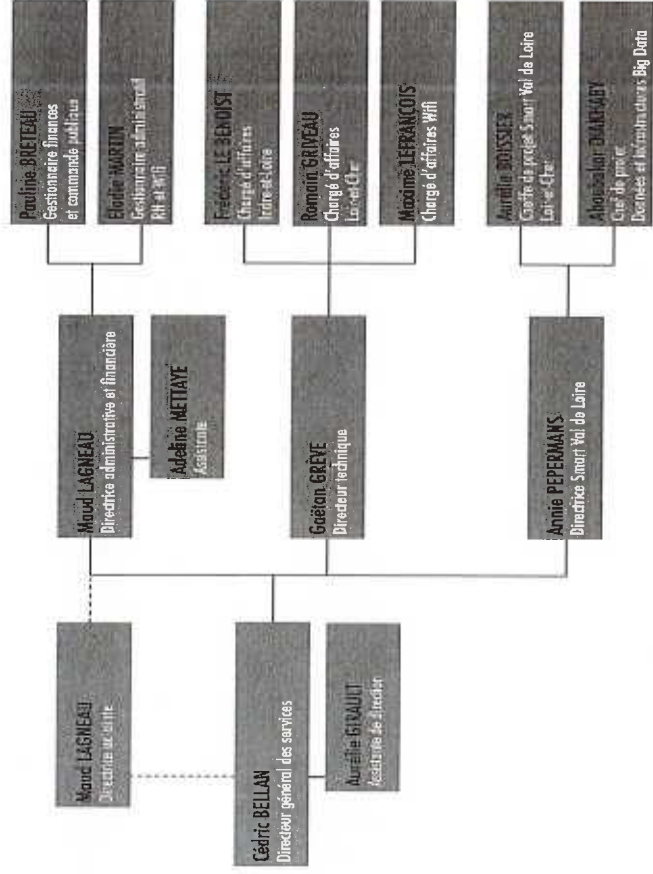 Maud LAGNEAU
Cédric BELLAN
Directeur général des services
Aurélie GIRAULT
Assistante de direction
Maud LAGNEAU
Directrice administrative et financière
Adeline METTAYE
Assistante
Gaëtan GRÈVE
Directeur technique
Annie PEPERMANS
Directrice Smart Val de Loire
Pauline BRETEAU
Gestionnaire finances
et commande publique
Elodie MARTIN
Gestionnaire administratif
RH et Wifi
Frédéric LE BENOIST
Chargé d'affaires
Indre-et-Loire
Romain GRIVEAU
Chargé d'affaires
Loir-et-Cher
Maxime LEFRANÇOIS
Chargé d'affaires Wifi
Aurélie
Cheffe de projet Smart Val de Loire
Loir-et-Cher
DIAKHABY
Chef de projet
Données et infrastructures Big Data